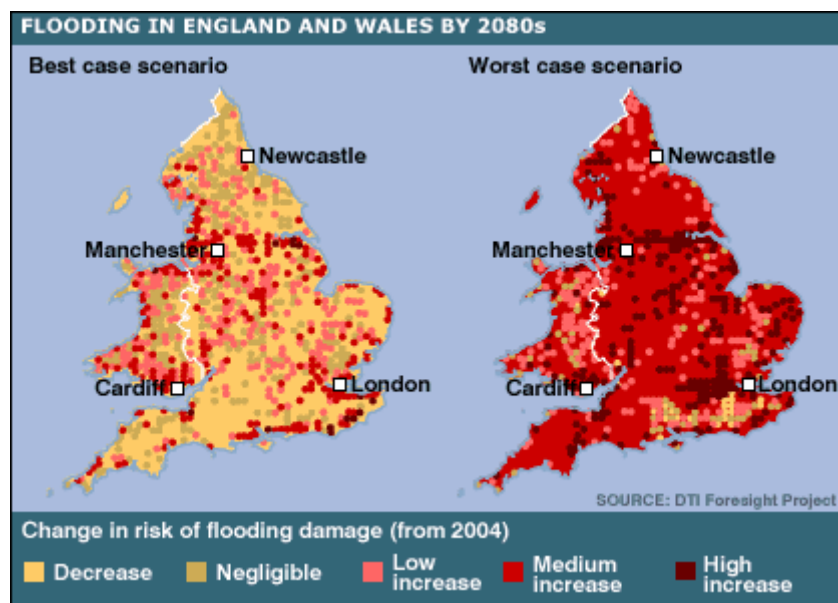 FLOODING IN ENGLAND AND WALES BY 2080s
Best case scenario
Worst case scenario
Newcastle
Newcastle
Manchester
Manchester
Cardiff
London
Cardiff
London
SOURCE: DTI Foresight Project
Change in risk of flooding damage (from 2004)
Decrease
Negligible
Low
increase
Medium
increase
High
increase